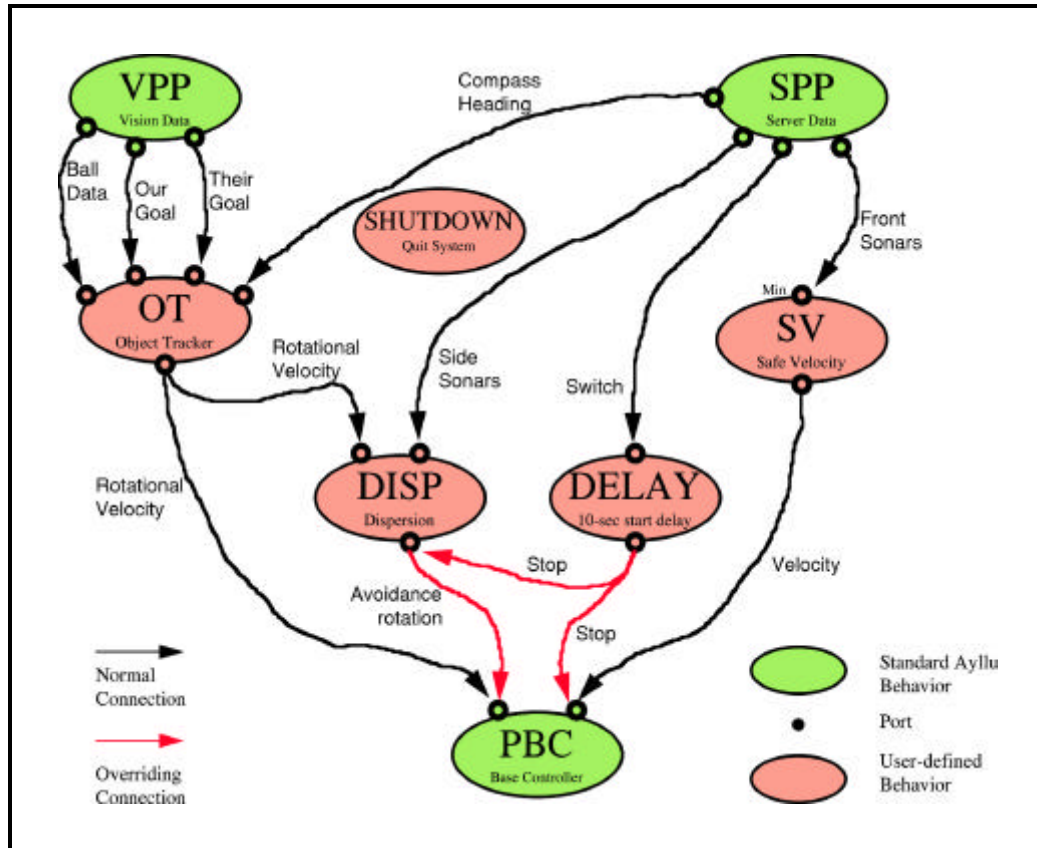 VPP
Vision Data
Compass
Heading
SPP
Server Data
Ball
Data
Our
Goal
Their
Goal
SHUTDOWN
Quit System
Front
Sonars
Min
OT
Object Tracker
SV
Safe Velocity
Rotational
Velocity
Side
Sonars
Switch
Rotational
Velocity
DISP
Dispersion
DELAY
10-sec start delay
Stop
Velocity
Avoidance
rotation
Stop
Normal
Connection
Overriding
Connection
PBC
Base Controller
Standard Ayllu
Behavior
Port
User-defined
Behavior